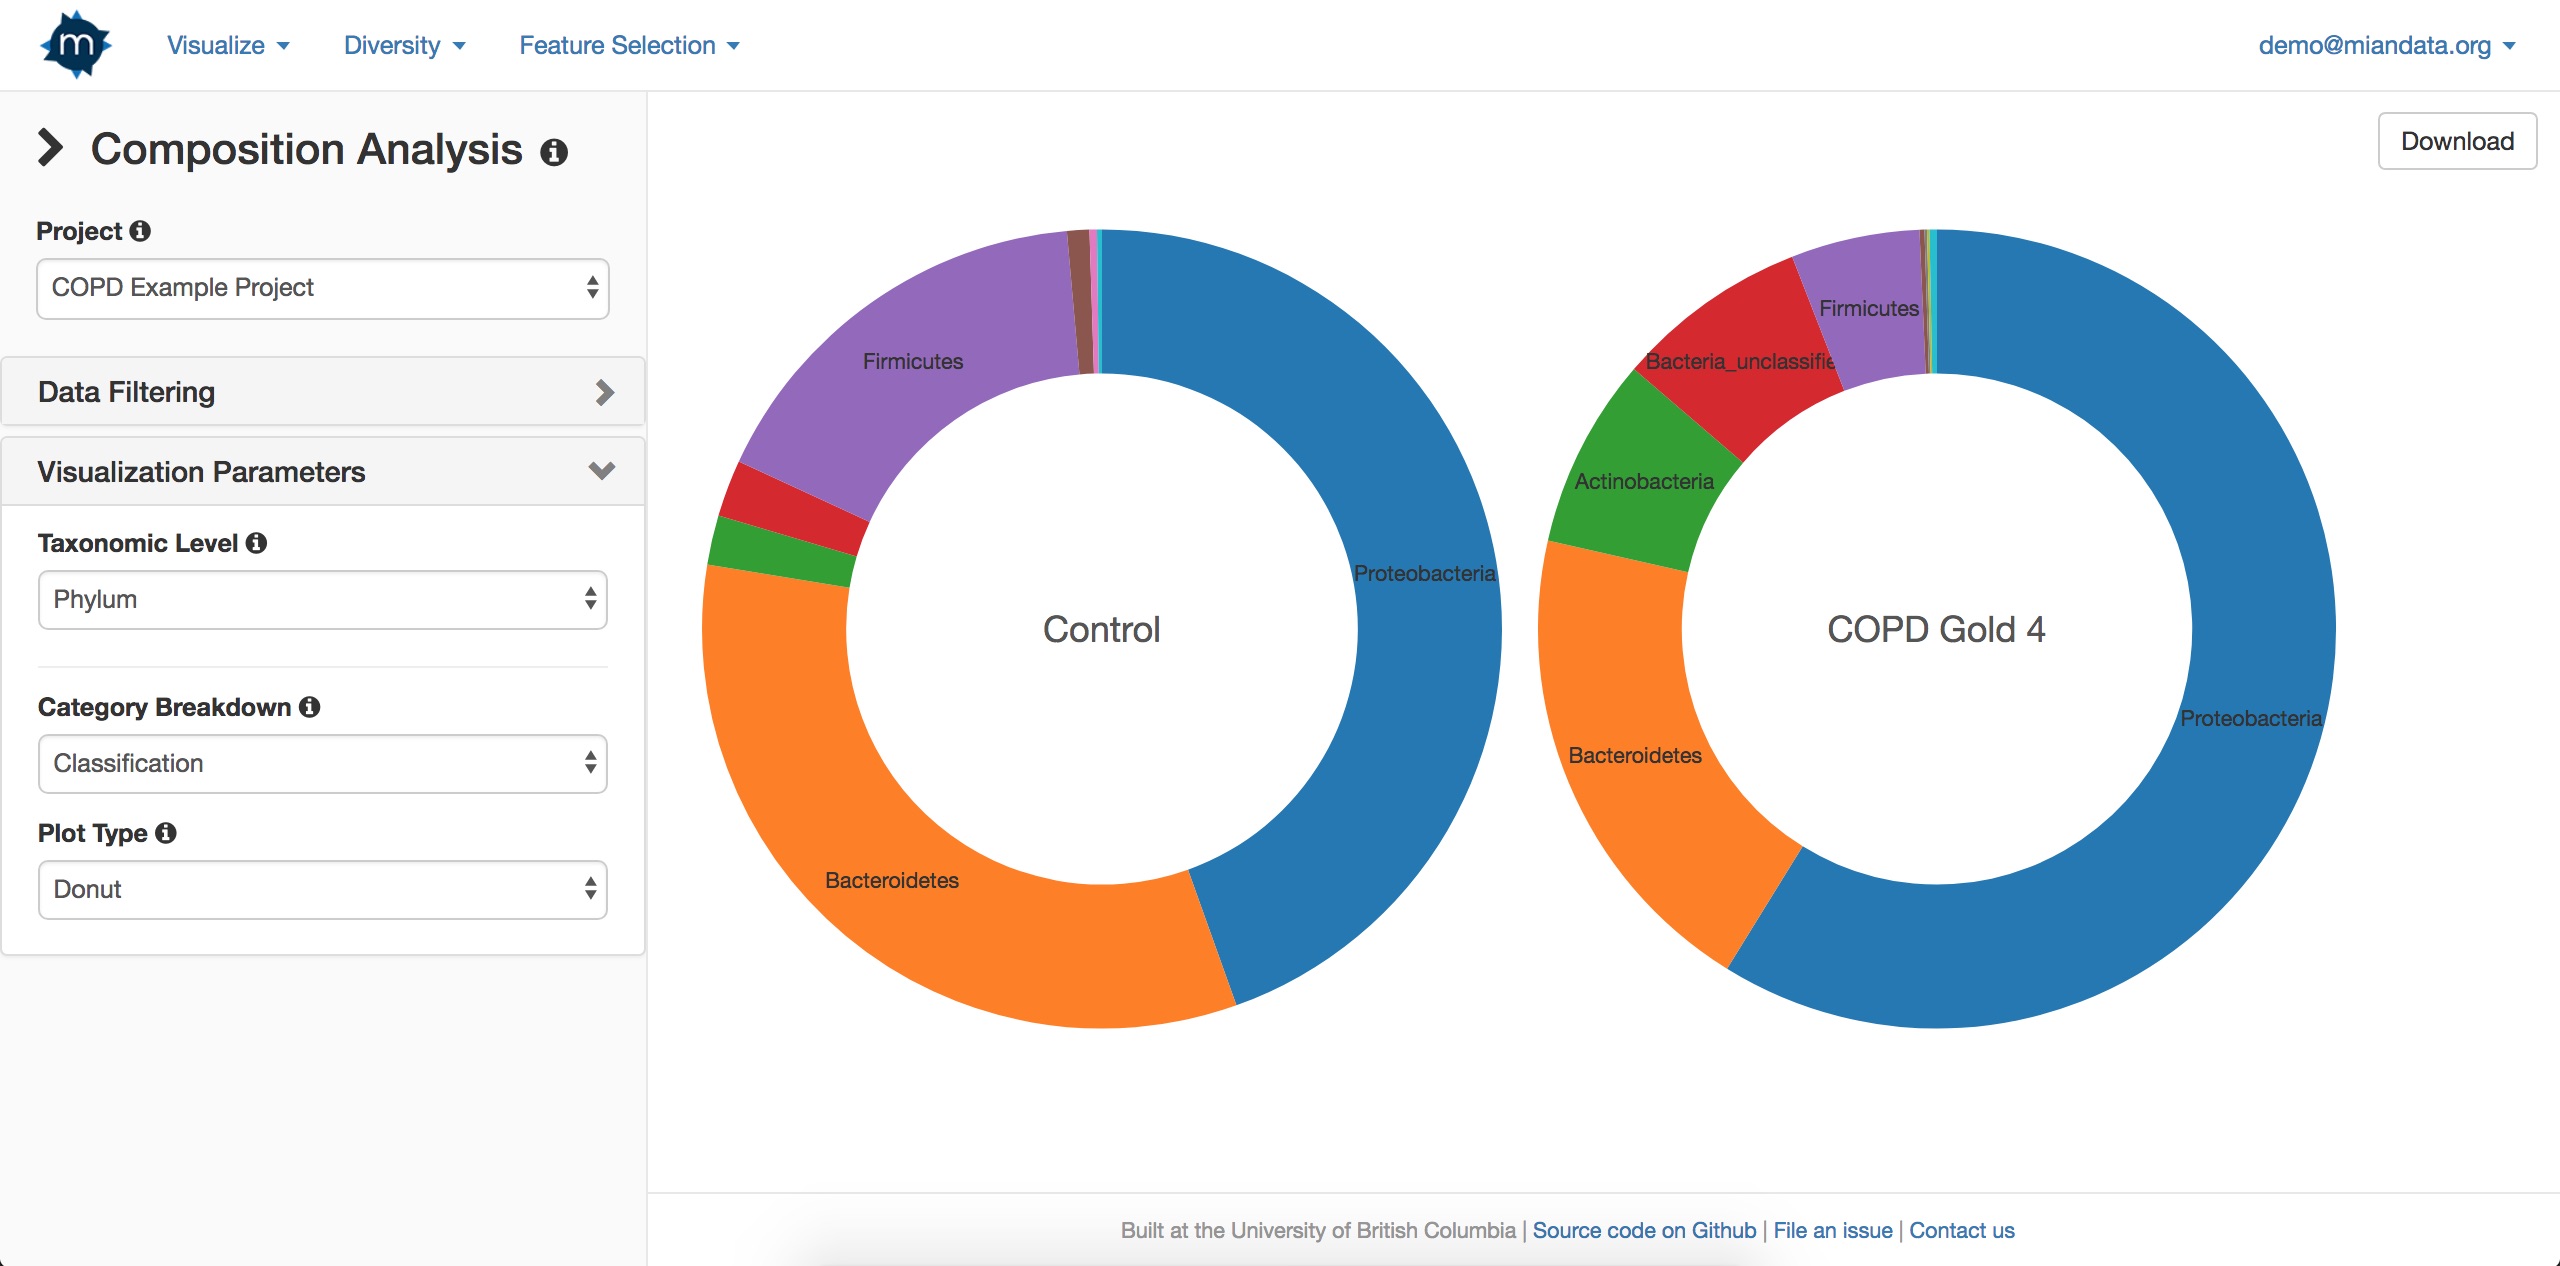 m
Visualize
Diversity
Feature Selection
demo@miandata.org
Composition Analysis
Project
COPD Example Project
Data Filtering
Visualization Parameters
Taxonomic Level
Phylum
Category Breakdown
Classification
Plot Type
Donut
Download
Firmicutes
Proteobacteria
Control
Bacteroidetes
Firmicutes
Bacteria_unclassifie
Actinobacteria
COPD Gold 4
Proteobacteria
Bacteroidetes
Built at the University of British Columbia | Source code on Github | File an issue | Contact us